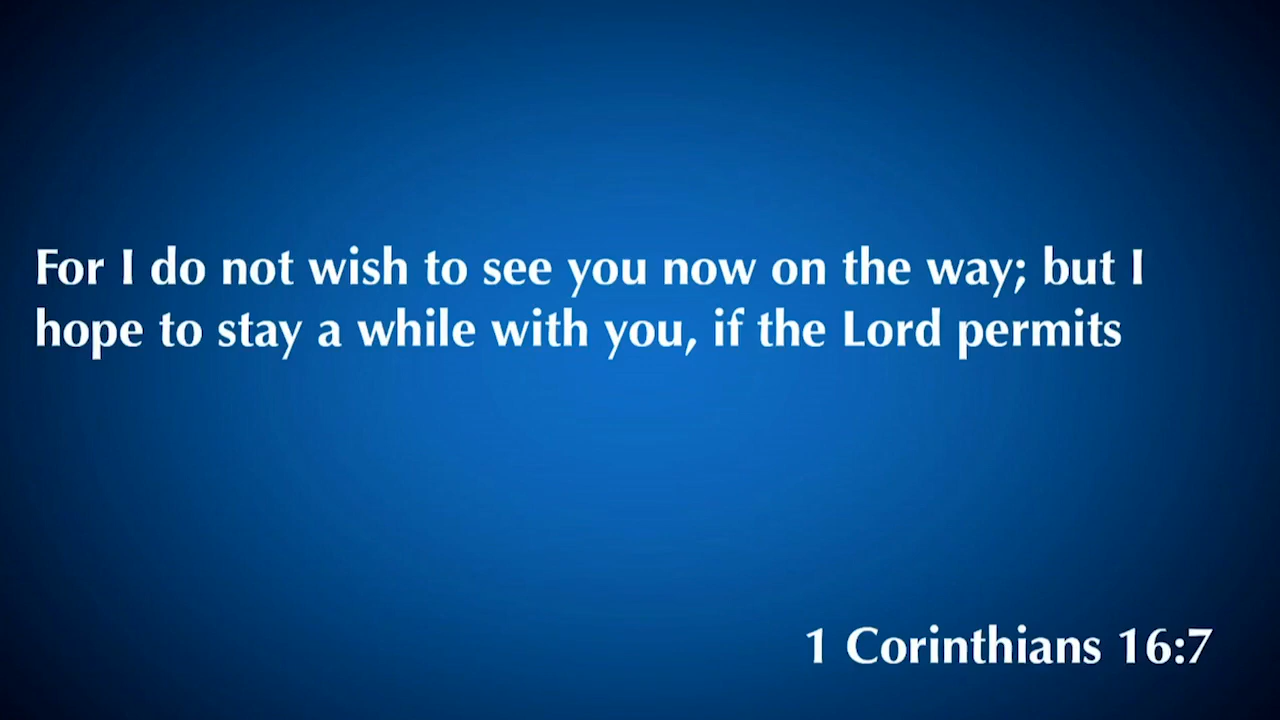 For I do not wish to see you now on the way; but I
hope to stay a while with you, if the Lord permits
1 Corinthians 16:7